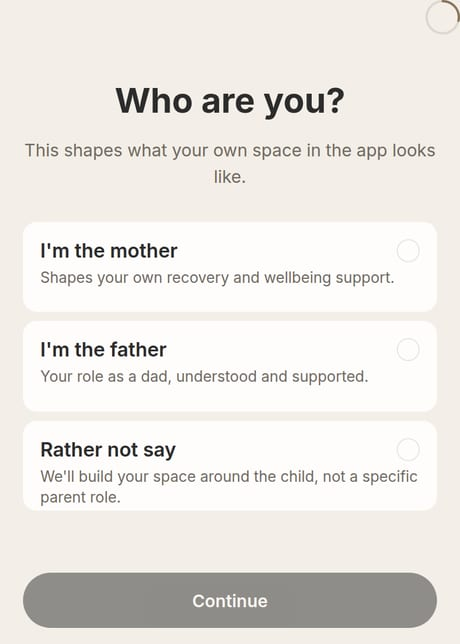 Who are you?
This shapes what your own space in the app looks
like.
I'm the mother
Shapes your own recovery and wellbeing support.
I'm the father
Your role as a dad, understood and supported.
Rather not say
We'll build your space around the child, not a specific
parent role.
Continue